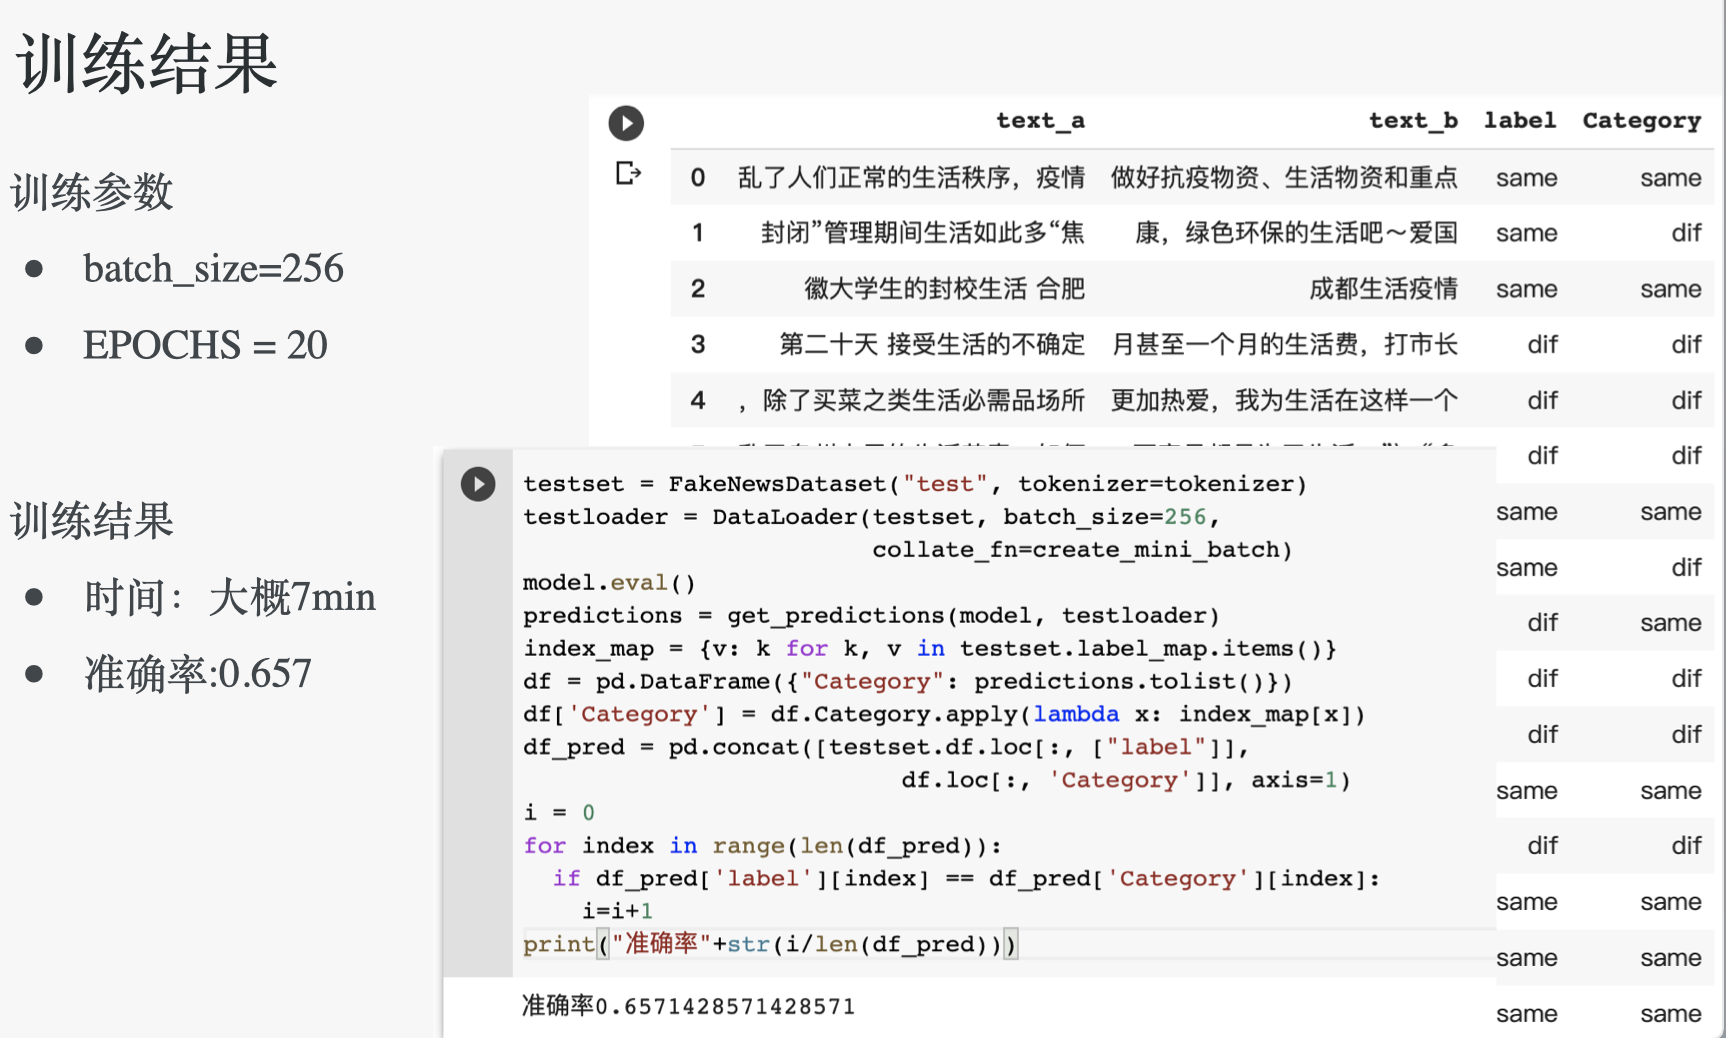 训练结果
训练参数
● batch_size=256
● EPOCHS = 20
训练结果
● 时间：大概7min
● 准确率:0.657
text_a text_b label Category
0 乱了人们正常的生活秩序，疫情 做好抗疫物资、生活物资和重点 same same
1 封闭”管理期间生活如此多“焦 康，绿色环保的生活吧～爱国 same dif
2 徽大学生的封校生活 合肥 成都生活疫情 same same
3 第二十天 接受生活的不确定 月甚至一个月的生活费，打市长 dif dif
4 ，除了买菜之类生活必需品场所 更加热爱，我为生活在这样一个 dif dif
dif dif
same same
same dif
dif same
dif dif
dif dif
same same
dif dif
same same
same same
same same
testset = FakeNewsDataset("test", tokenizer=tokenizer)
testloader = DataLoader(testset, batch_size=256,
collate_fn=create_mini_batch)
model.eval()
predictions = get_predictions(model, testloader)
index_map = {v: k for k, v in testset.label_map.items()}
df = pd.DataFrame({"Category": predictions.tolist()})
df['Category'] = df.Category.apply(lambda x: index_map[x])
df_pred = pd.concat([testset.df.loc[:, ["label"]],
df.loc[:, 'Category']], axis=1)
i = 0
for index in range(len(df_pred)):
if df_pred['label'][index] == df_pred['Category'][index]:
i=i+1
print("准确率"+str(i/len(df_pred)))
准确率0.6571428571428571